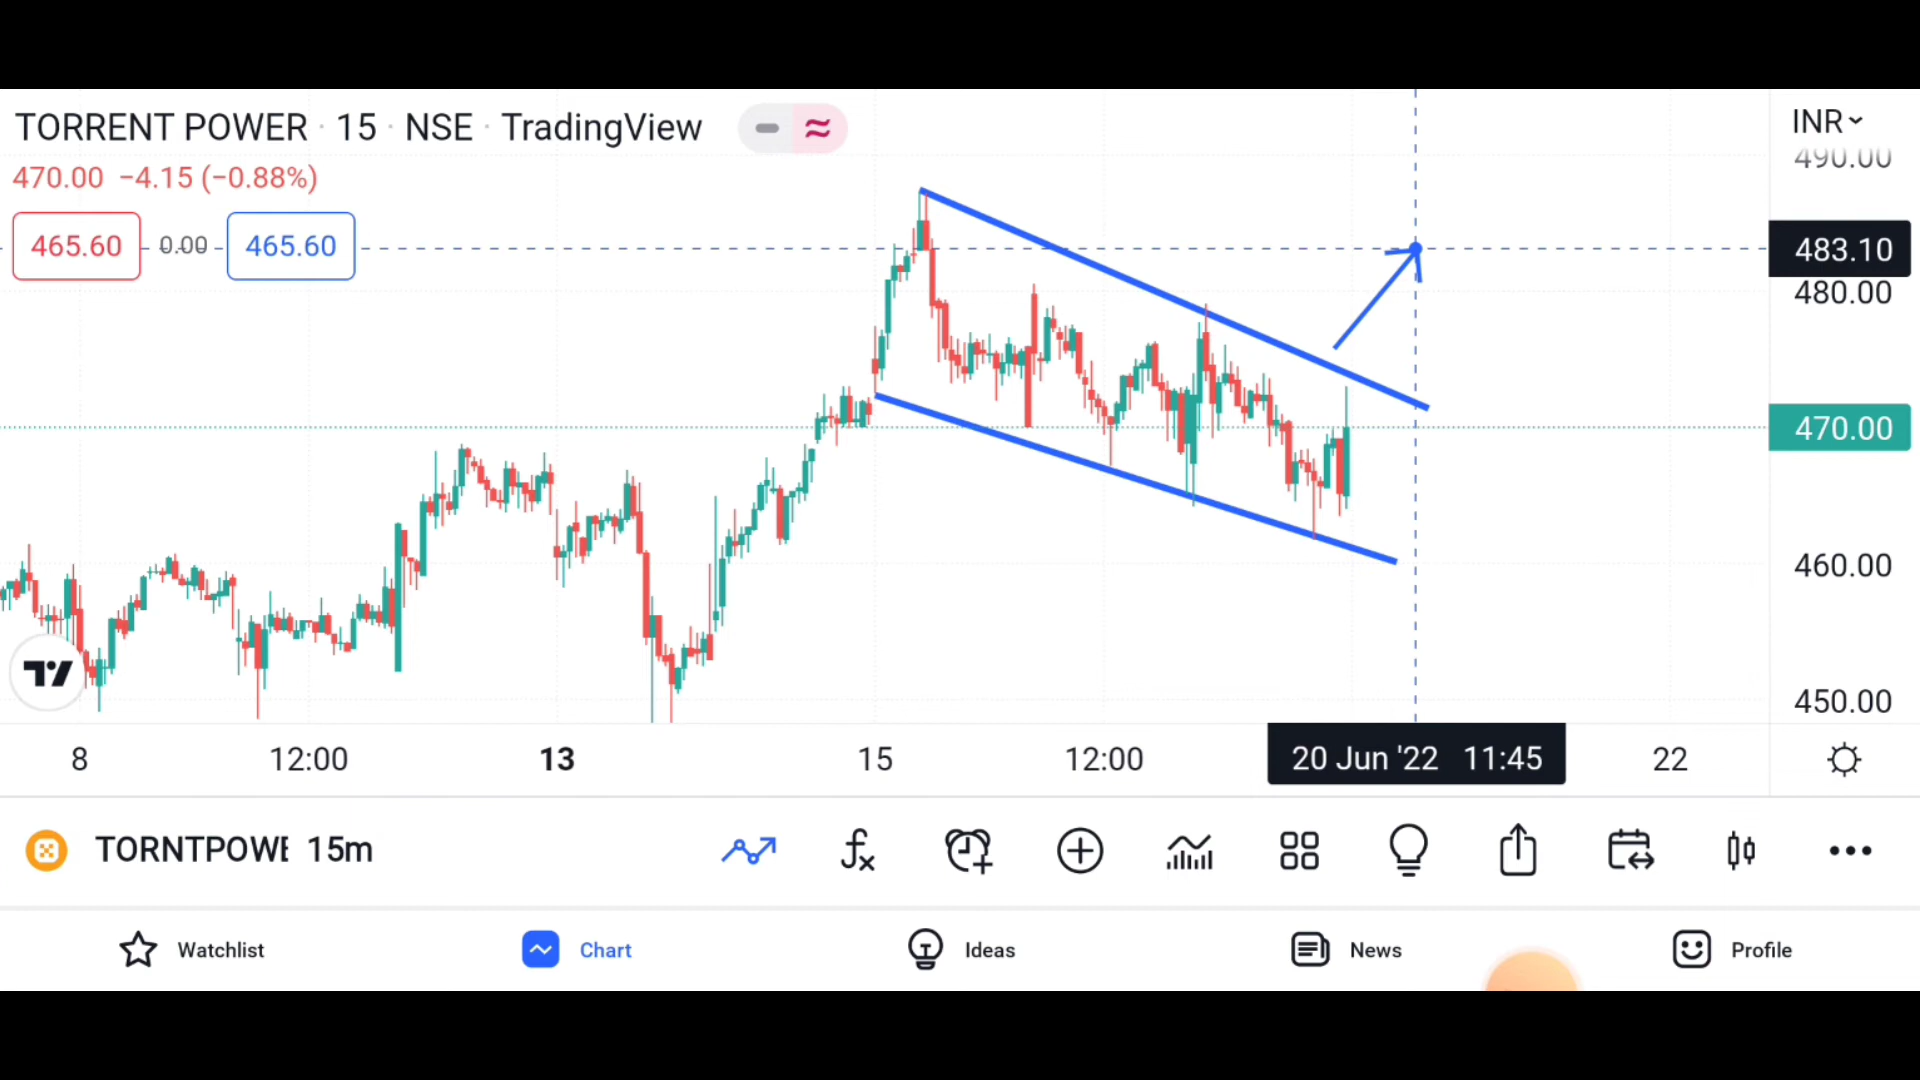 TORRENT POWER · 15 · NSE · TradingView
INR
490.00
470.00 −4.15 (−0.88%)
465.60 0.00 465.60
483.10
480.00
470.00
460.00
450.00
8 12:00 13 15 12:00 20 Jun '22 11:45 22
TORNTPOWE 15m
Watchlist Chart Ideas News Profile